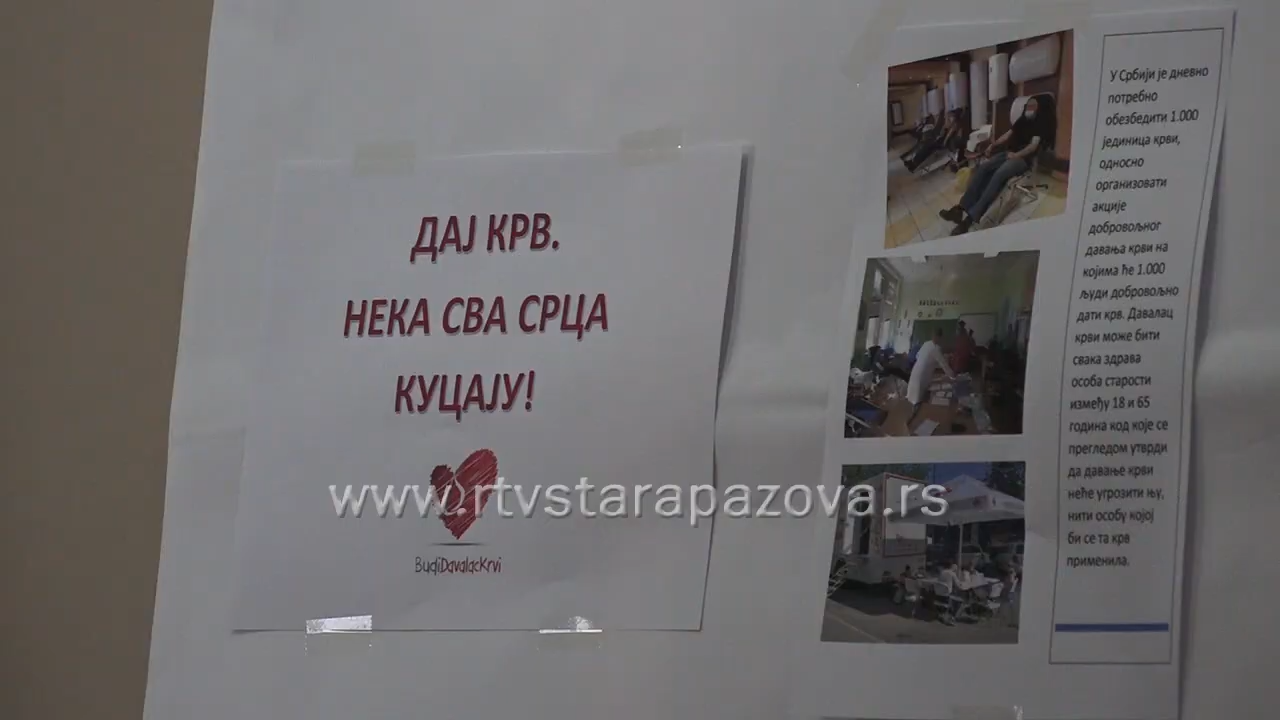 ДАЈ КРВ.
НЕКА СВА СРЦА
КУЦАЈУ!
BudiDavalacKrvi
www.rtvstarapazova.rs
У Србији је дневно
потребно
обезбедити 1.000
јединица крви,
односно
организовати
акције
добровољног
давања крви на
којима ће 1.000
људи добровољно
дати крв. Давалац
крви може бити
свака здрава
особа старости
између 18 и 65
година код које се
прегледом утврди
да давање крви
неће угрозити њу,
нити особу којој
би се та крв
применила.